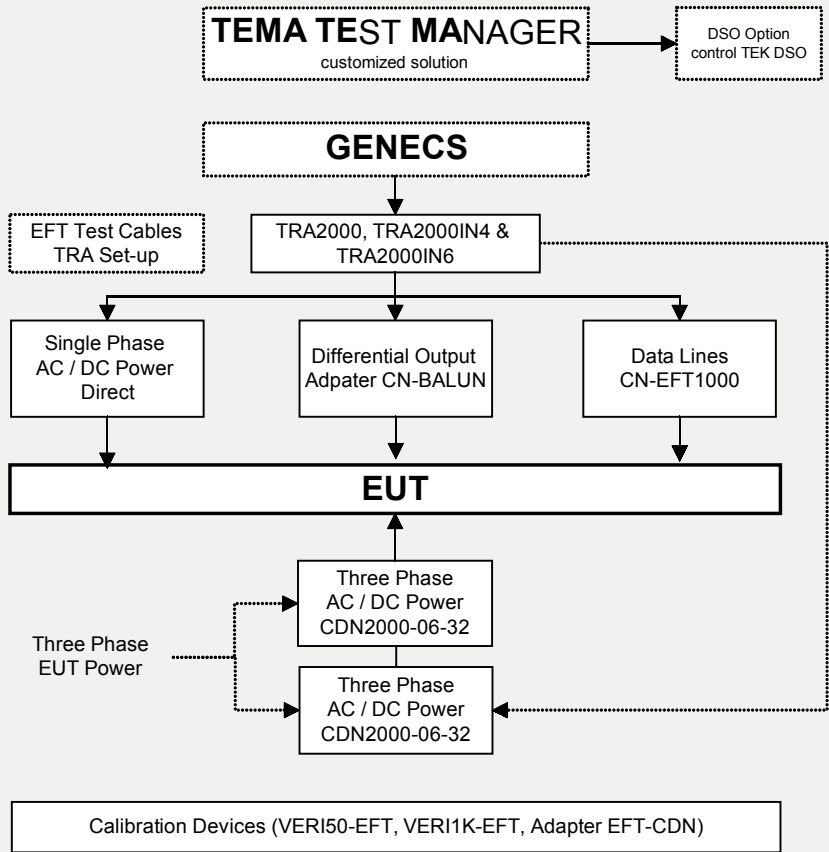 TEMA TEST MANAGER
customized solution
DSO Option
control TEK DSO
GENECS
EFT Test Cables
TRA Set-up
TRA2000, TRA2000IN4 &
TRA2000IN6
Single Phase
AC / DC Power
Direct
Differential Output
Adpater CN-BALUN
Data Lines
CN-EFT1000
EUT
Three Phase
AC / DC Power
CDN2000-06-32
Three Phase
EUT Power
Three Phase
AC / DC Power
CDN2000-06-32
Calibration Devices (VERI50-EFT, VERI1K-EFT, Adapter EFT-CDN)